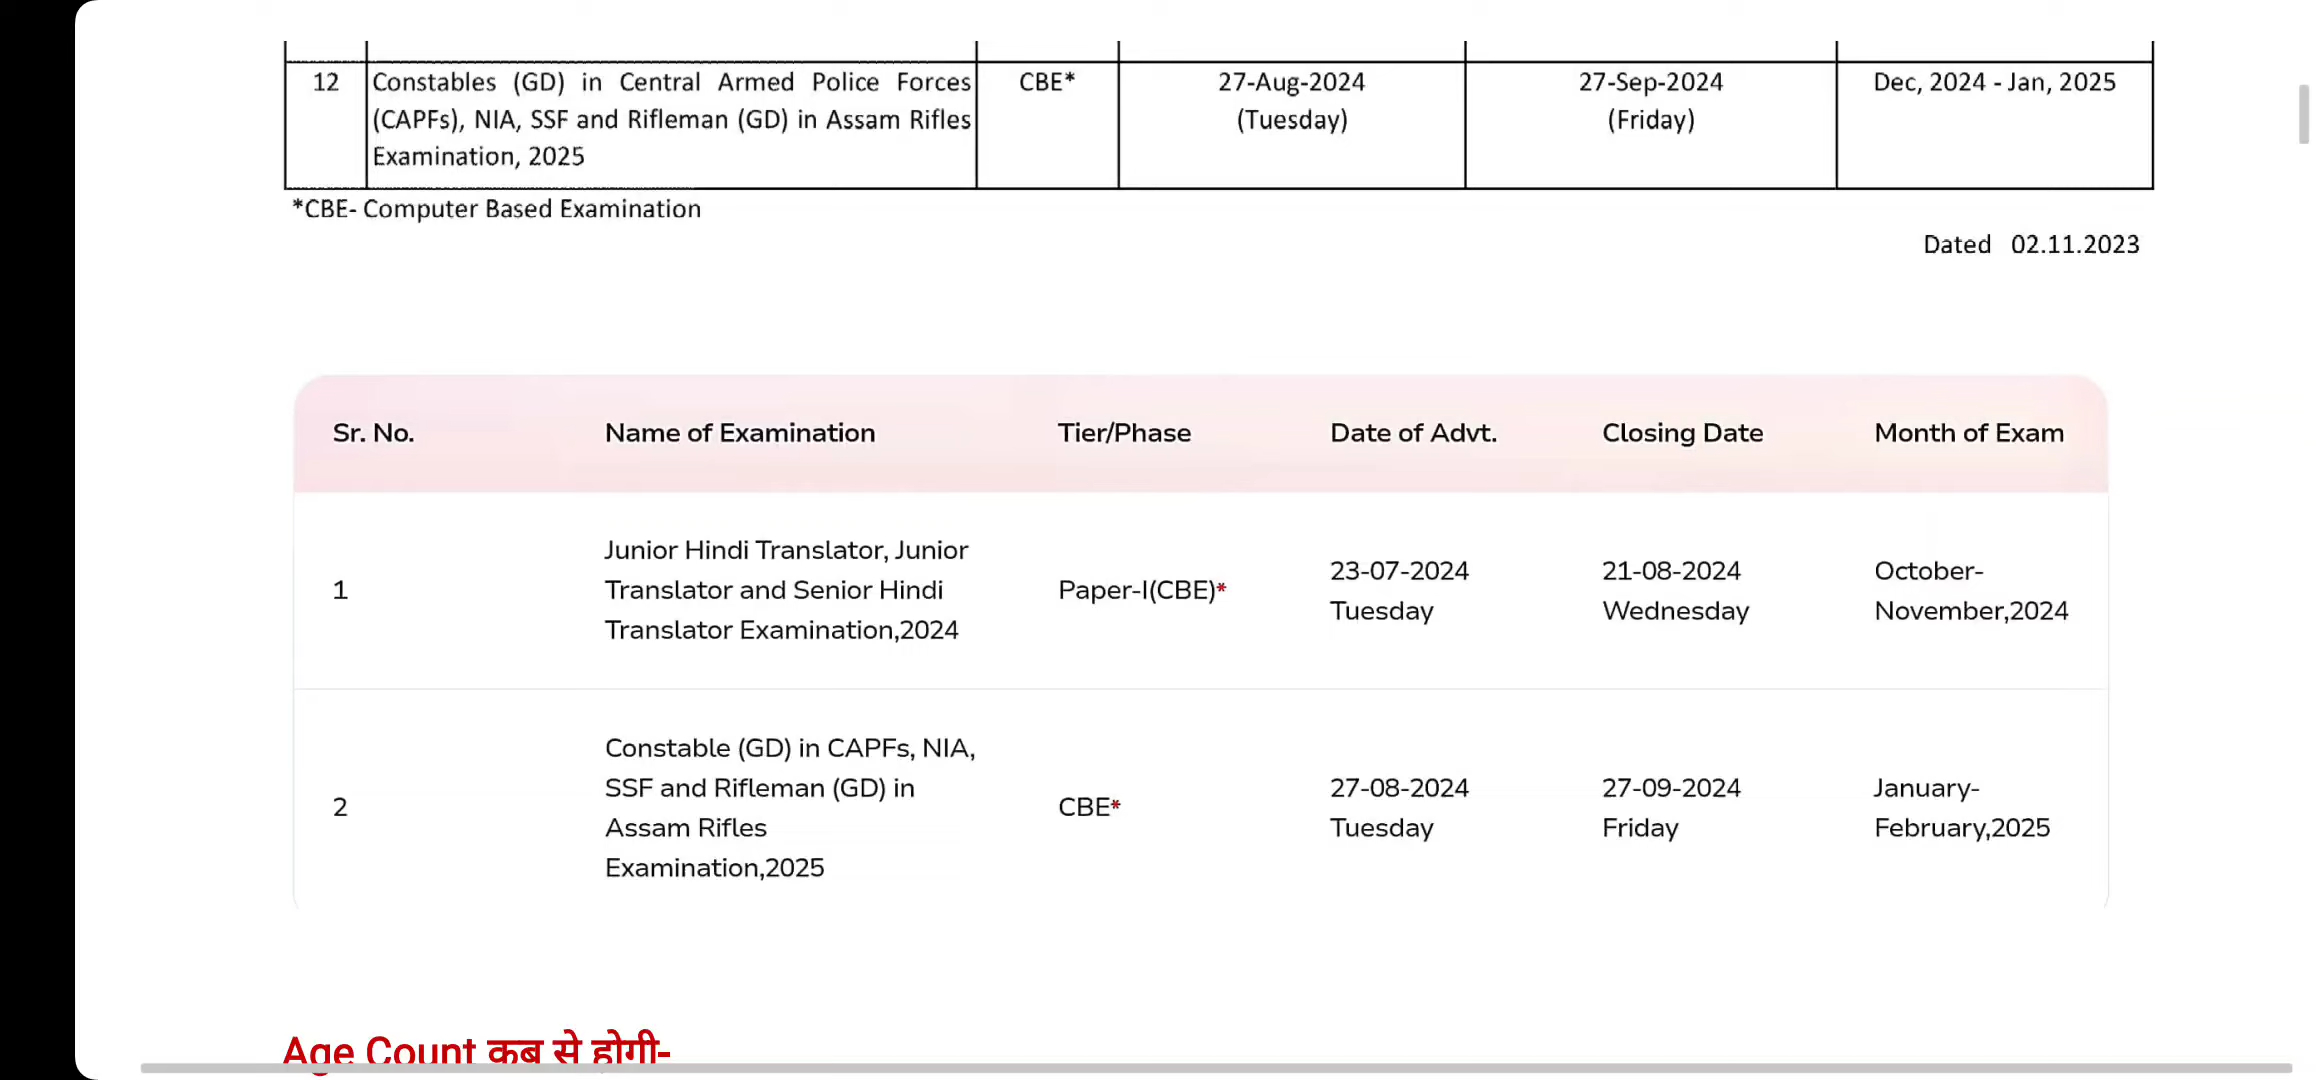 12 Constables (GD) in Central Armed Police Forces CBE* 27-Aug-2024 27-Sep-2024 Dec, 2024 - Jan, 2025
(CAPFs), NIA, SSF and Rifleman (GD) in Assam Rifles (Tuesday) (Friday)
Examination, 2025
*CBE- Computer Based Examination
Dated 02.11.2023
Sr. No. Name of Examination Tier/Phase Date of Advt. Closing Date Month of Exam
1
Junior Hindi Translator, Junior
Translator and Senior Hindi
Translator Examination,2024
Paper-I(CBE)*
23-07-2024
Tuesday
21-08-2024
Wednesday
October-
November,2024
2
Constable (GD) in CAPFs, NIA,
SSF and Rifleman (GD) in
Assam Rifles
Examination,2025
CBE*
27-08-2024
Tuesday
27-09-2024
Friday
January-
February,2025
Age Count कब से होगी-